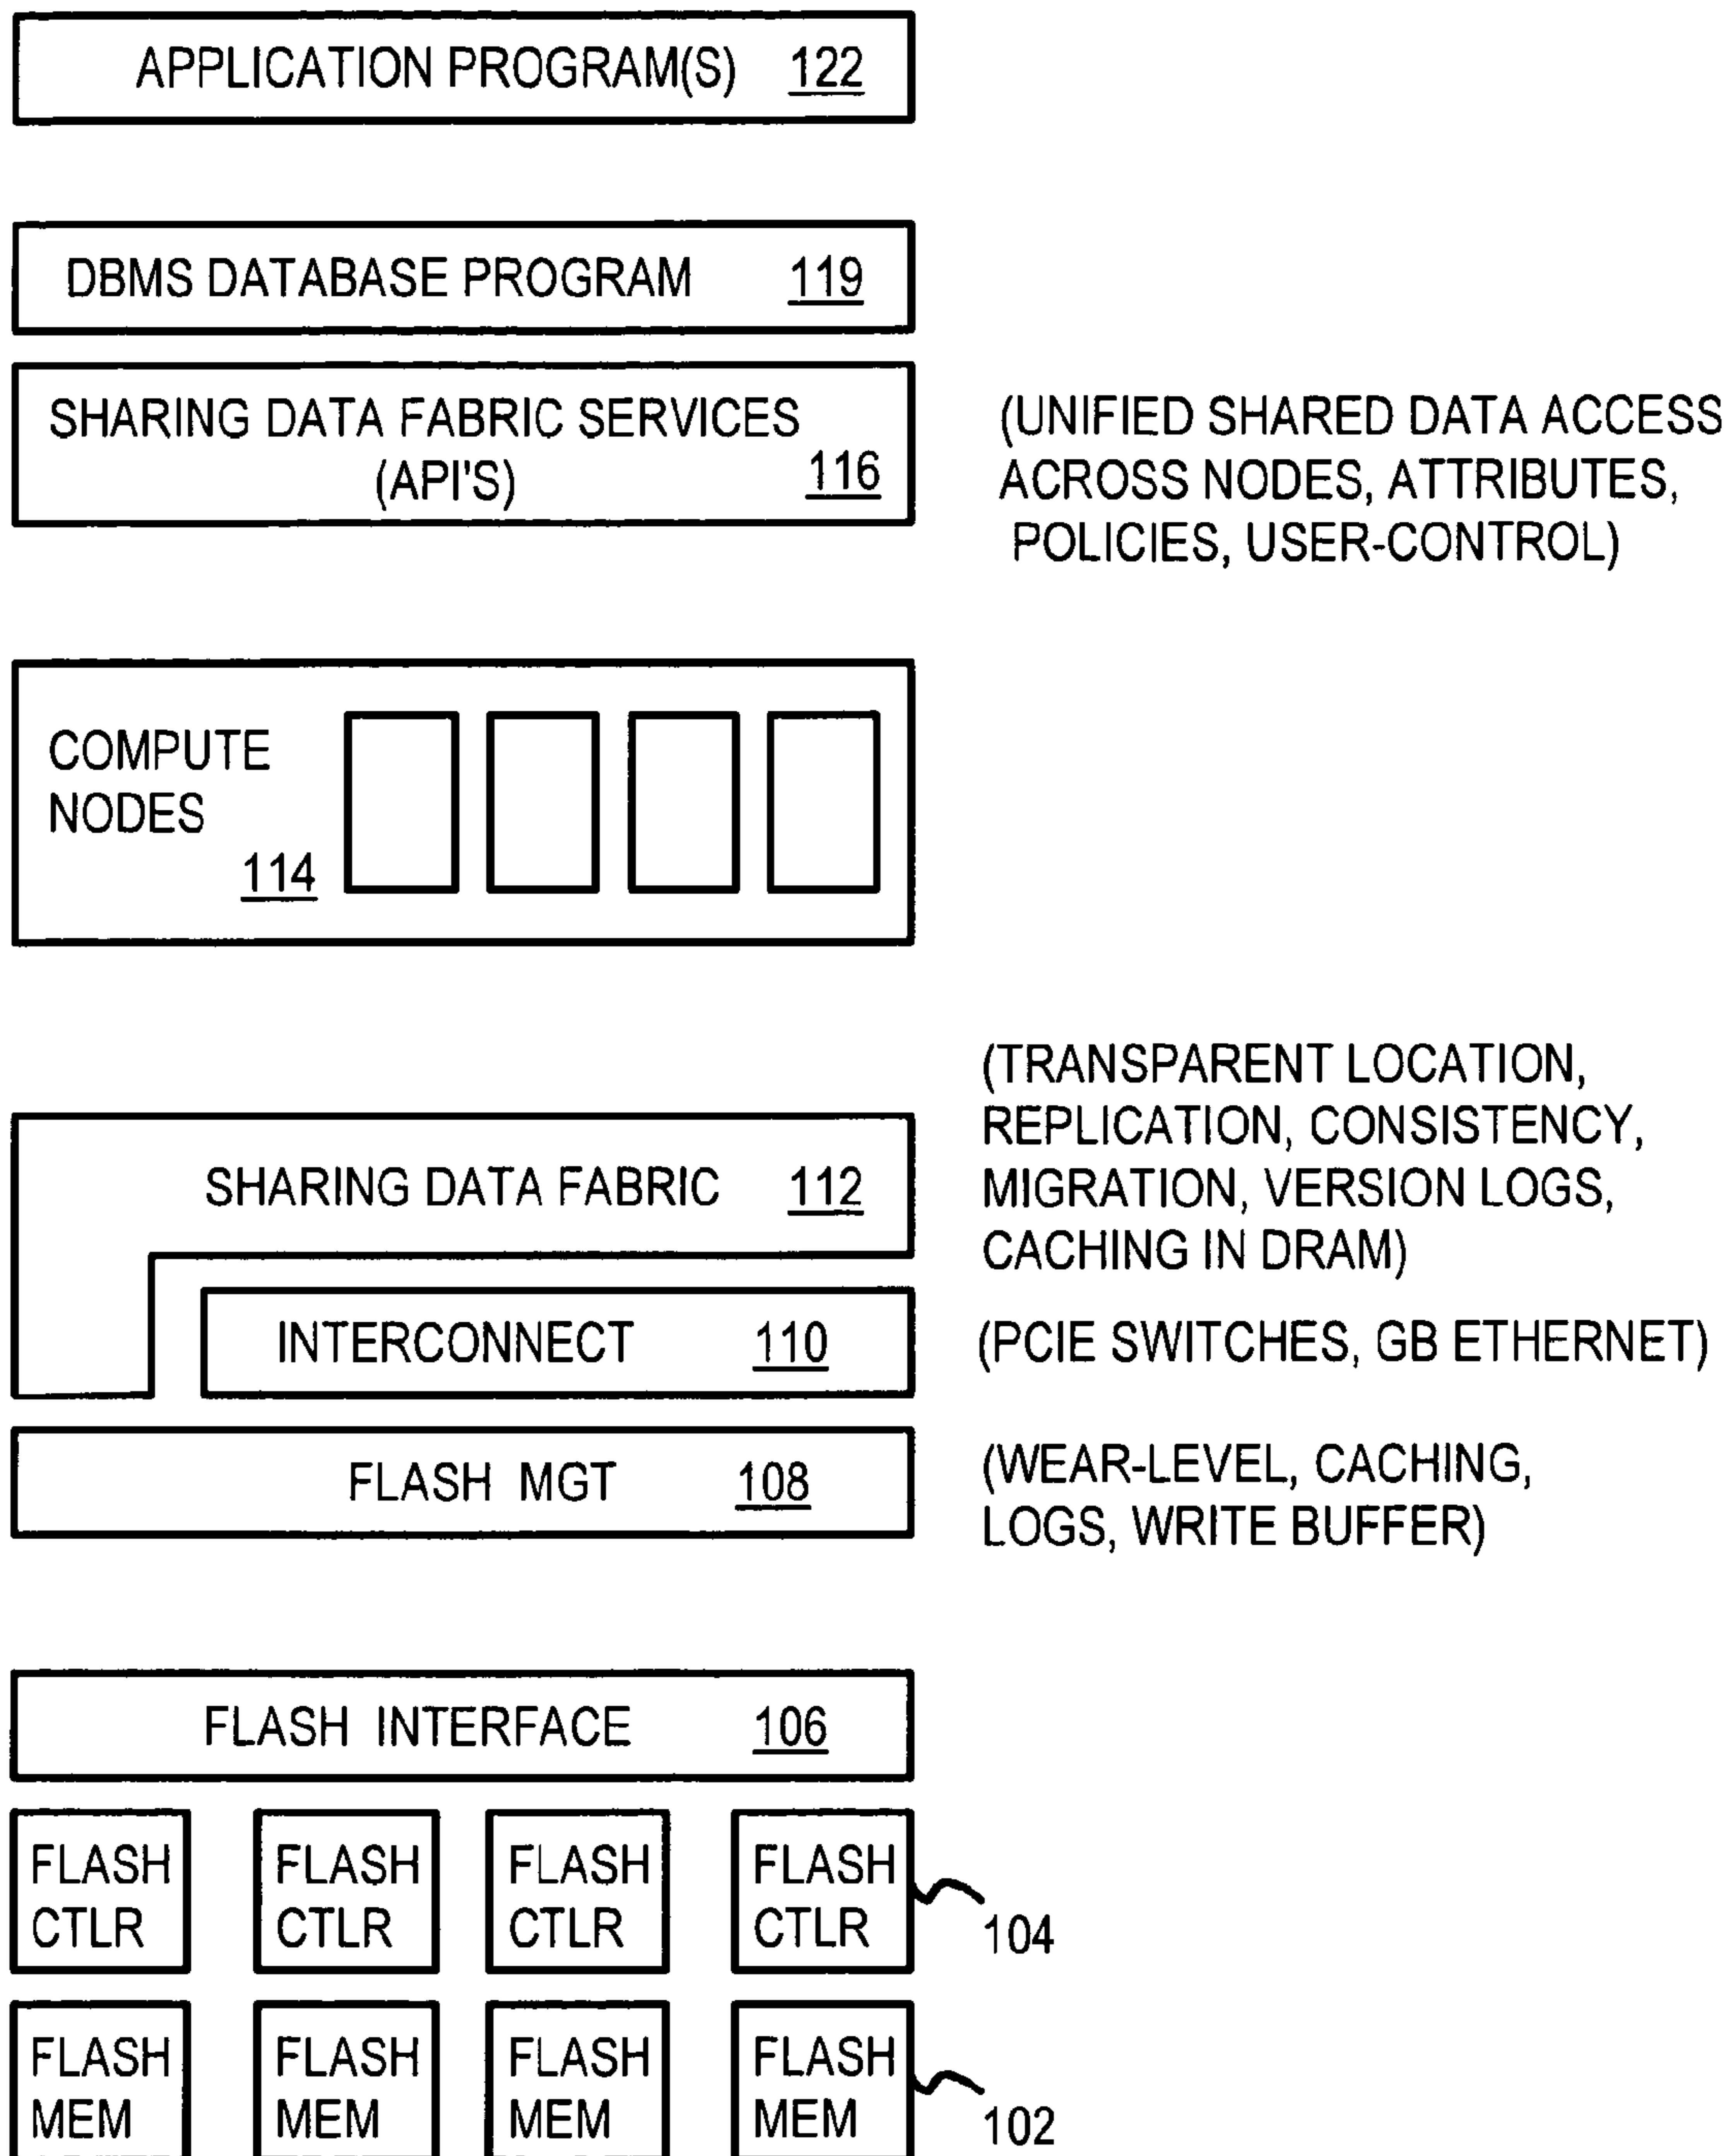 APPLICATION PROGRAM(S) 122
DBMS DATABASE PROGRAM 119
SHARING DATA FABRIC SERVICES
(API'S) 116
(UNIFIED SHARED DATA ACCESS
ACROSS NODES, ATTRIBUTES,
POLICIES, USER-CONTROL)
COMPUTE
NODES
114
(TRANSPARENT LOCATION,
REPLICATION, CONSISTENCY,
MIGRATION, VERSION LOGS,
CACHING IN DRAM)
SHARING DATA FABRIC 112
INTERCONNECT 110
(PCIE SWITCHES, GB ETHERNET)
FLASH MGT 108
(WEAR-LEVEL, CACHING,
LOGS, WRITE BUFFER)
FLASH INTERFACE 106
FLASH
CTLR
FLASH
CTLR
FLASH
CTLR
FLASH
CTLR
104
FLASH
MEM
FLASH
MEM
FLASH
MEM
FLASH
MEM
102